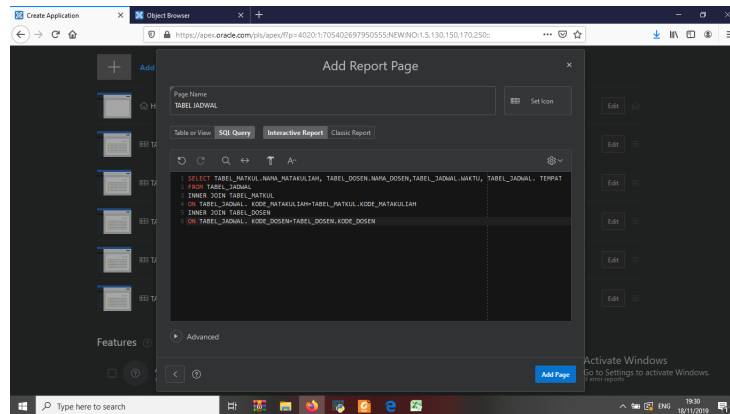 Create Application
Object Browser
https://apex.oracle.com/pls/apex/f?p=4020:1:705402697950555:NEW:NO:1,5,130,150,170,250::
Add
Add Report Page
Page Name
TABEL JADWAL
Set Icon
Table or View
SQL Query
Interactive Report
Classic Report
1 SELECT TABEL_MATKUL.NAMA_MATAKULIAH, TABEL_DOSEN.NAMA_DOSEN,TABEL_JADWAL.WAKTU, TABEL_JADWAL. TEMPAT
2 FROM TABEL_JADWAL
3 INNER JOIN TABEL_MATKUL
4 ON TABEL_JADWAL. KODE_MATAKULIAH=TABEL_MATKUL.KODE_MATAKULIAH
5 INNER JOIN TABEL_DOSEN
6 ON TABEL_JADWAL. KODE_DOSEN=TABEL_DOSEN.KODE_DOSEN
Edit
Edit
Edit
Edit
Edit
Edit
Advanced
Features
Add Page
Activate Windows
Go to Settings to activate Windows.
error reports
Type here to search
ENG
19:30
18/11/2019